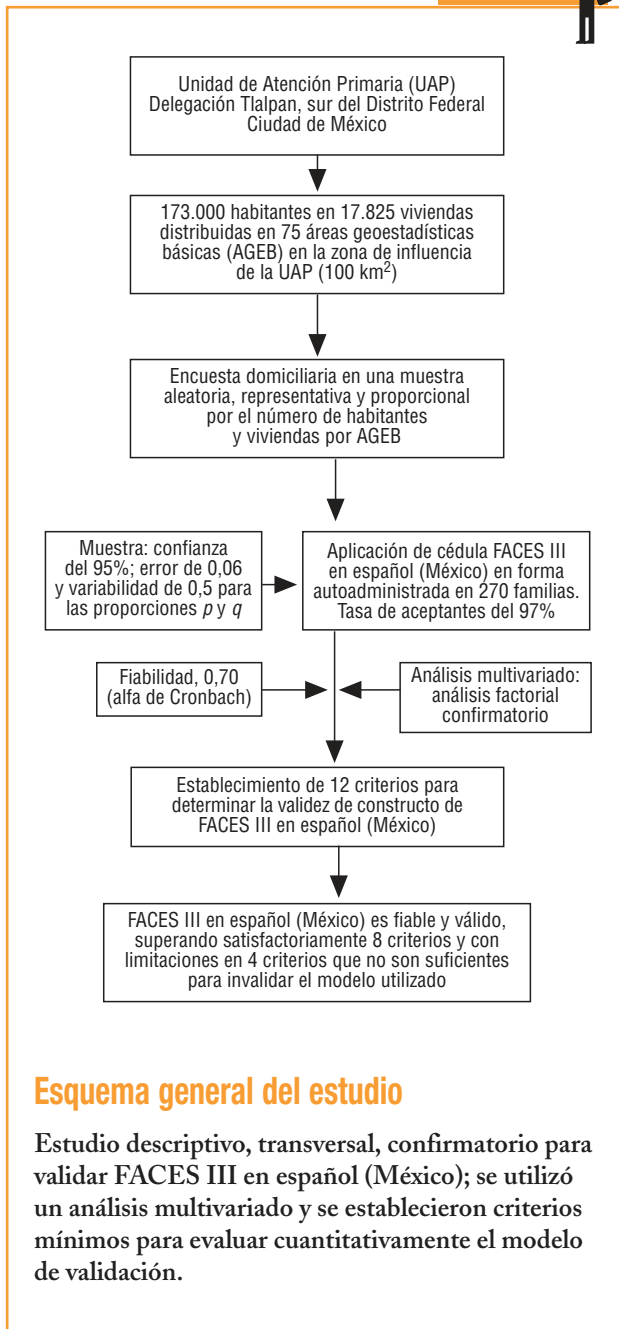 Unidad de Atención Primaria (UAP)
Delegación Tlalpan, sur del Distrito Federal
Ciudad de México
173.000 habitantes en 17.825 viviendas
distribuidas en 75 áreas geoestadísticas
básicas (AGEB) en la zona de influencia
de la UAP (100 km²)
Encuesta domiciliaria en una muestra
aleatoria, representativa y proporcional
por el número de habitantes
y viviendas por AGEB
Muestra: confianza
del 95%; error de 0,06
y variabilidad de 0,5 para
las proporciones p y q
Aplicación de cédula FACES III
en español (México) en forma
autoadministrada en 270 familias.
Tasa de aceptantes del 97%
Fiabilidad, 0,70
(alfa de Cronbach)
Análisis multivariado:
análisis factorial
confirmatorio
Establecimiento de 12 criterios para
determinar la validez de constructo de
FACES III en español (México)
FACES III en español (México) es fiable y válido,
superando satisfactoriamente 8 criterios y con
limitaciones en 4 criterios que no son suficientes
para invalidar el modelo utilizado
Esquema general del estudio
Estudio descriptivo, transversal, confirmatorio para
validar FACES III en español (México); se utilizó
un análisis multivariado y se establecieron criterios
mínimos para evaluar cuantitativamente el modelo
de validación.